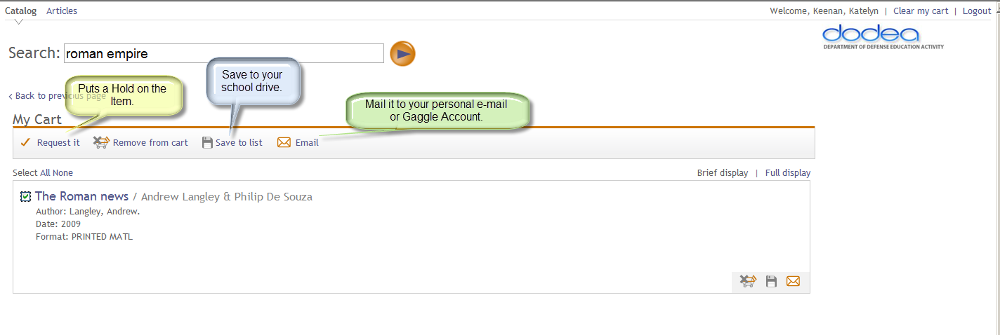 Catalog Articles Welcome, Keenan, Katelyn | Clear my cart | Logout
dodea
DEPARTMENT OF DEFENSE EDUCATION ACTIVITY
Search: roman empire
Save to your
school drive.
Puts a Hold on the
Item.
‹ Back to previous page
Mail it to your personal e-mail
or Gaggle Account.
My Cart
Request it Remove from cart Save to list Email
Select All None Brief display | Full display
The Roman news / Andrew Langley & Philip De Souza
Author: Langley, Andrew.
Date: 2009
Format: PRINTED MATL